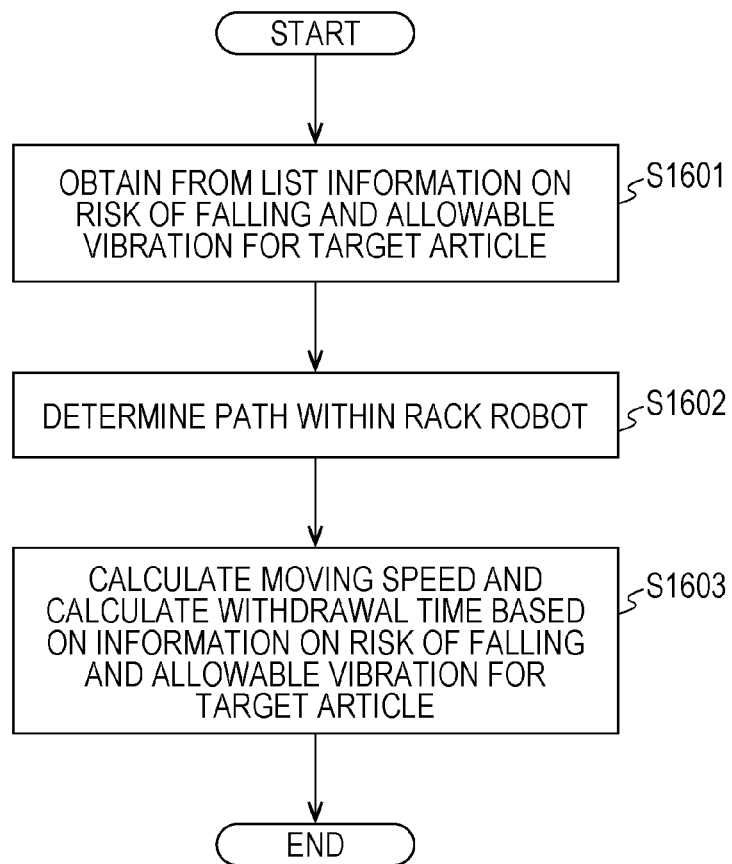 START
OBTAIN FROM LIST INFORMATION ON
RISK OF FALLING AND ALLOWABLE
VIBRATION FOR TARGET ARTICLE
S1601
DETERMINE PATH WITHIN RACK ROBOT
S1602
CALCULATE MOVING SPEED AND
CALCULATE WITHDRAWAL TIME BASED
ON INFORMATION ON RISK OF FALLING
AND ALLOWABLE VIBRATION FOR
TARGET ARTICLE
S1603
END